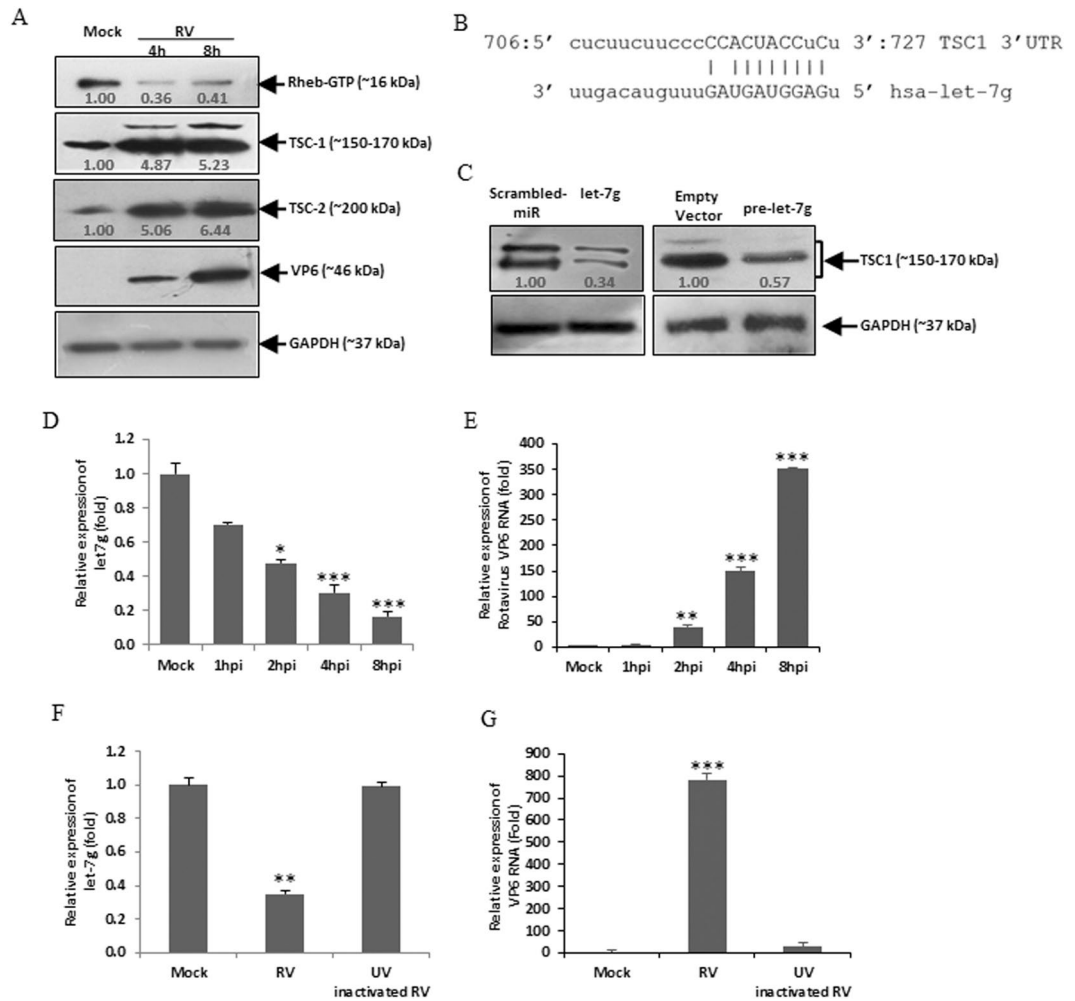 A
Mock
RV
4h 8h
Rheb-GTP (~16 kDa)
1.00 0.36 0.41
TSC-1 (~150-170 kDa)
1.00 4.87 5.23
TSC-2 (~200 kDa)
1.00 5.06 6.44
VP6 (~46 kDa)
GAPDH (~37 kDa)
B
706:5′ cucuucuucccCCACUACCuCu 3′:727 TSC1 3′UTR
| ||||||||
3′ uugacauguuuGAUGAUGGAGu 5′ hsa-let-7g
C
Scrambled-miR let-7g
Empty Vector pre-let-7g
TSC1 (~150-170 kDa)
1.00 0.34 1.00 0.57
GAPDH (~37 kDa)
D
Relative expression of let7g (fold)
1.2
1.0
0.8
0.6
0.4
0.2
0.0
*
***
***
Mock 1hpi 2hpi 4hpi 8hpi
E
Relative expression of Rotavirus VP6 RNA (fold)
400
350
300
250
200
150
100
50
0
**
***
***
Mock 1hpi 2hpi 4hpi 8hpi
F
Relative expression of let-7g (fold)
1.2
1.0
0.8
0.6
0.4
0.2
0.0
**
Mock RV UV inactivated RV
G
Relative expression of VP6 RNA (Fold)
900
800
700
600
500
400
300
200
100
0
***
Mock RV UV inactivated RV